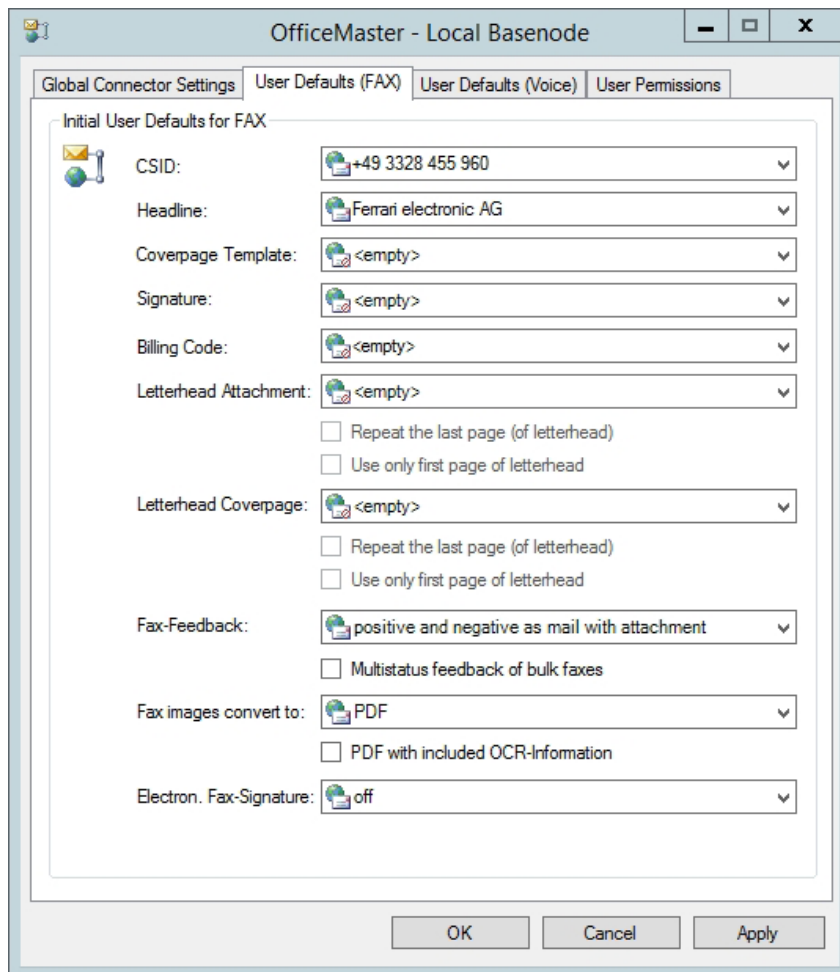 OfficeMaster - Local Basenode
Global Connector Settings User Defaults (FAX) User Defaults (Voice) User Permissions
Initial User Defaults for FAX
CSID: +49 3328 455 960
Headline: Ferrari electronic AG
Coverpage Template: <empty>
Signature: <empty>
Billing Code: <empty>
Letterhead Attachment: <empty>
Repeat the last page (of letterhead)
Use only first page of letterhead
Letterhead Coverpage: <empty>
Repeat the last page (of letterhead)
Use only first page of letterhead
Fax-Feedback: positive and negative as mail with attachment
Multistatus feedback of bulk faxes
Fax images convert to: PDF
PDF with included OCR-Information
Electron. Fax-Signature: off
OK Cancel Apply